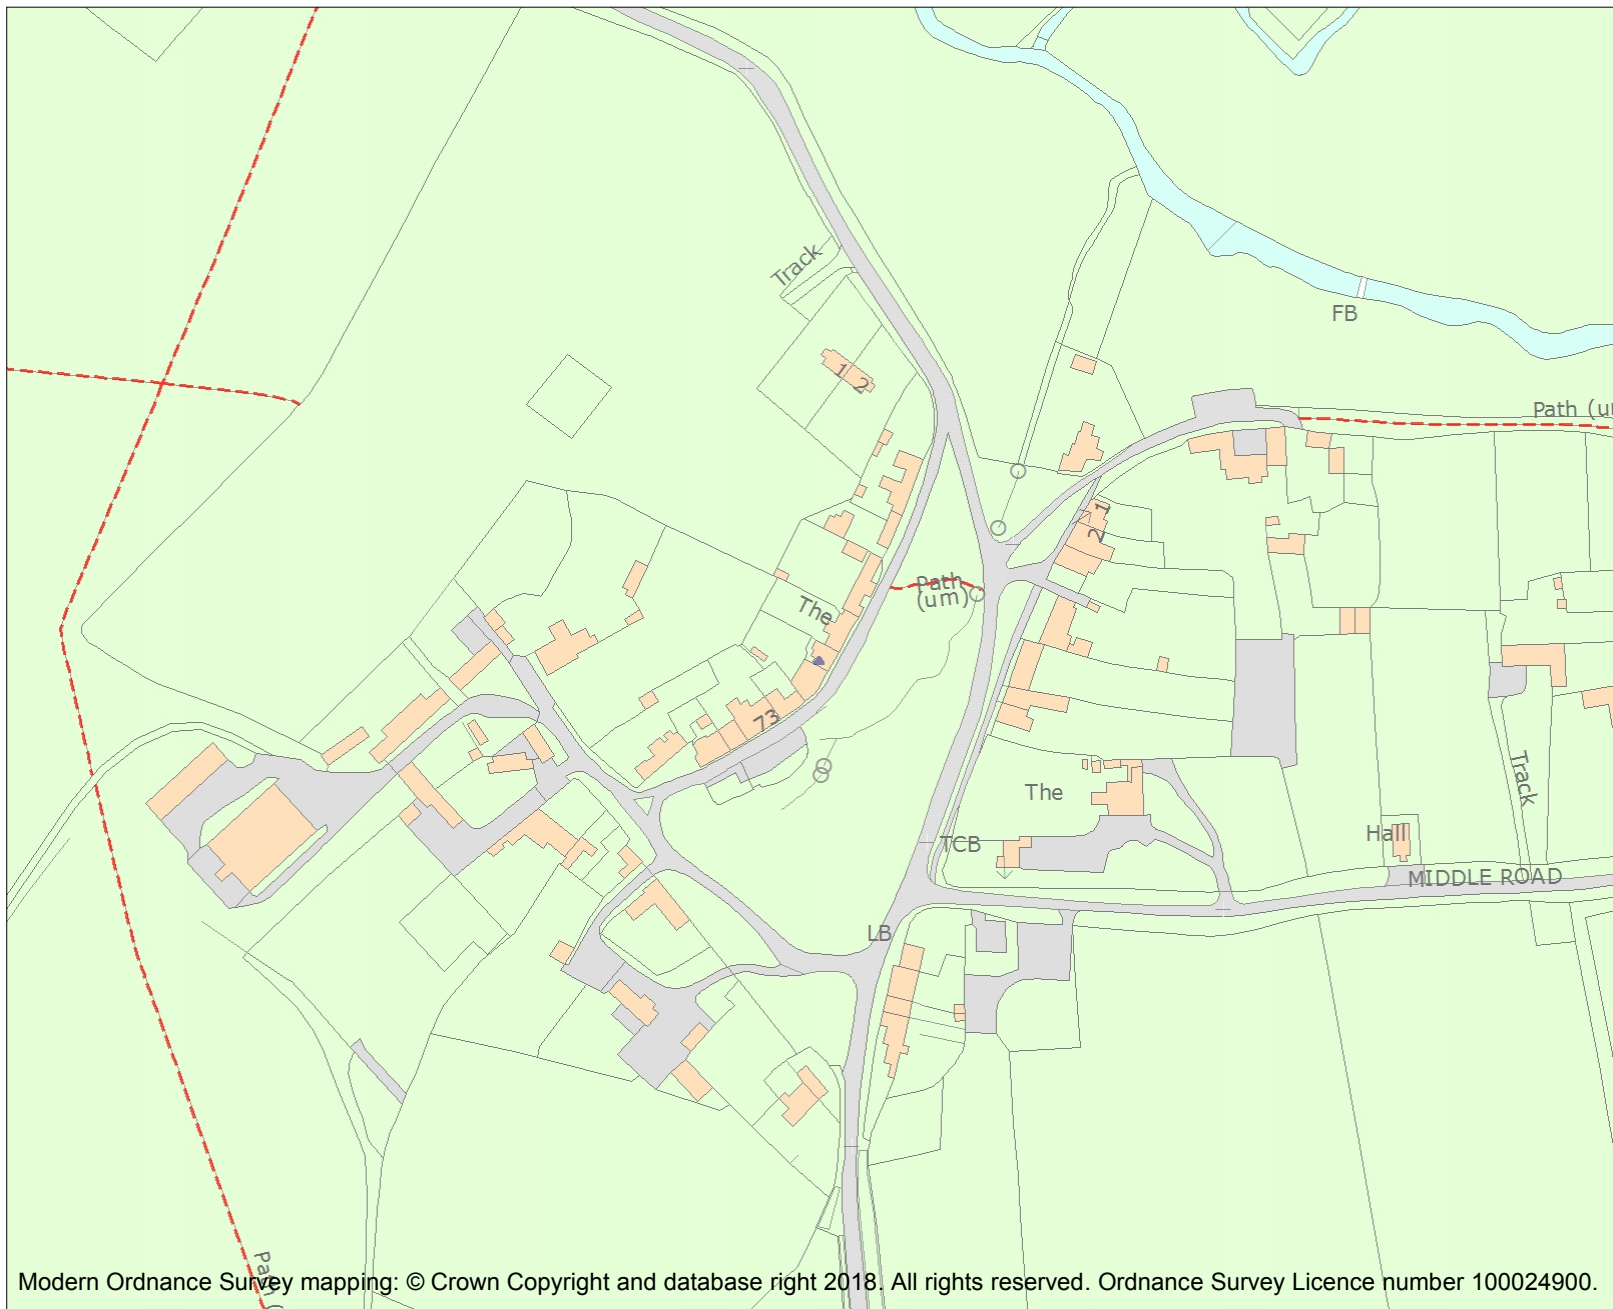 Track
FB
1 2
Path (u
1
2
Path
(um)
The
73
Track
The
Hall
TCB
MIDDLE ROAD
LB
Path (
Modern Ordnance Survey mapping: © Crown Copyright and database right 2018. All rights reserved. Ordnance Survey Licence number 100024900.